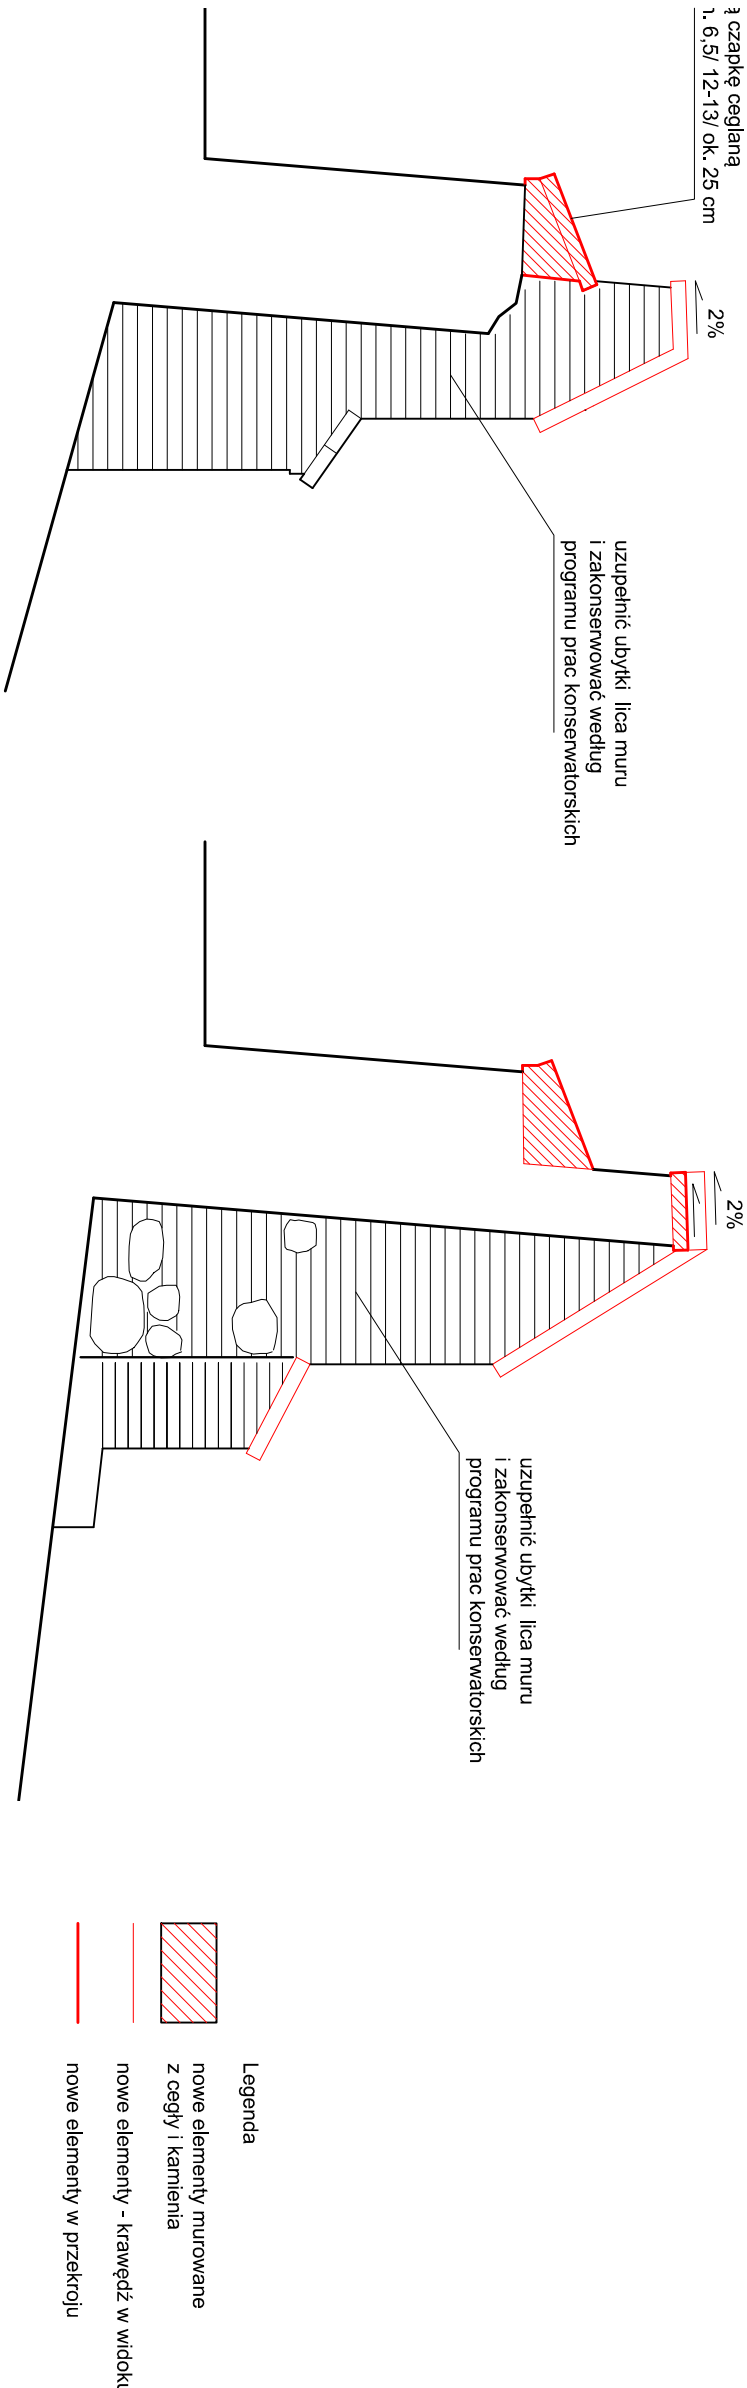 czapkę ceglaną
6,5/ 12-13/ ok. 25 cm
2%
uzupełnić ubytki lica muru
i zakonserwować według
programu prac konserwatorskich
2%
uzupełnić ubytki lica muru
i zakonserwować według
programu prac konserwatorskich
Legenda
nowe elementy murowane
z cegły i kamienia
nowe elementy - krawędź w widoku
nowe elementy w przekroju